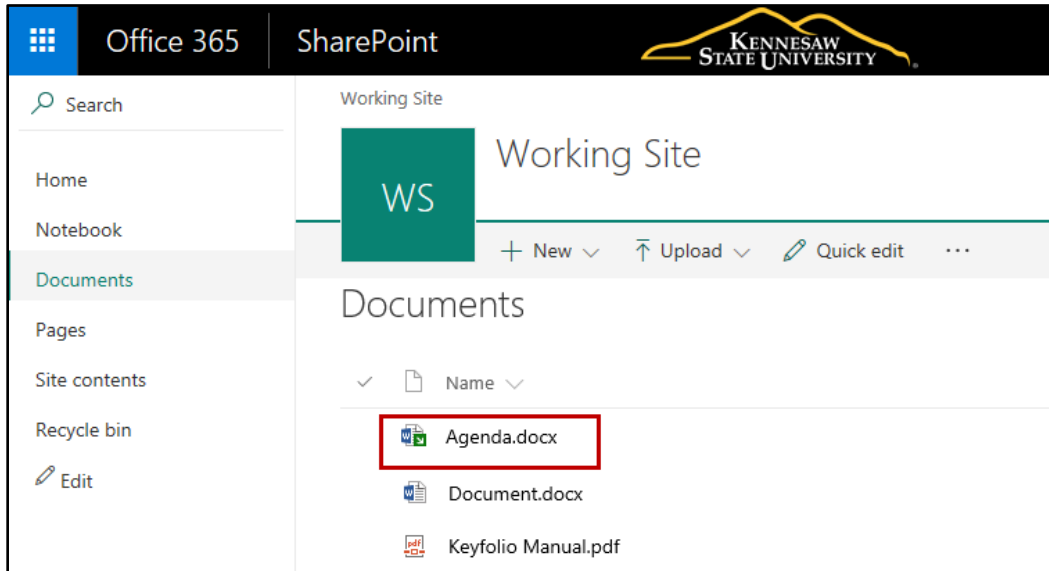 Office 365
SharePoint
KENNESAW
STATE UNIVERSITY
Search
Home
Notebook
Documents
Pages
Site contents
Recycle bin
Edit
Working Site
WS
Working Site
New
Upload
Quick edit
...
Documents
Name
Agenda.docx
Document.docx
pdf
Keyfolio Manual.pdf